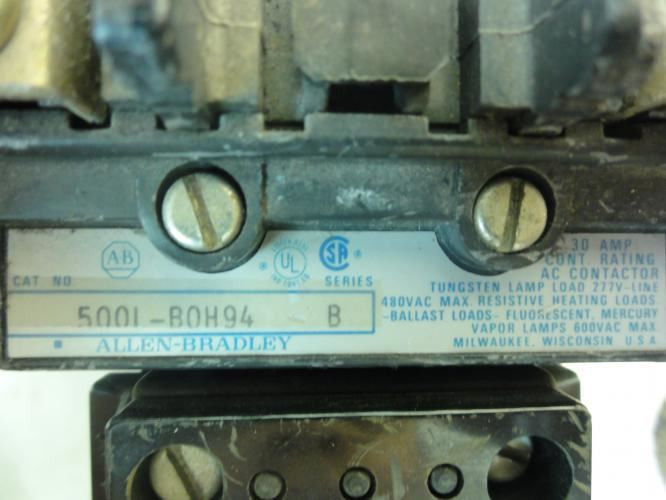 AB
UL
SA
30 AMP
CONT. RATING
AC CONTACTOR
CAT NO
SERIES
TUNGSTEN LAMP LOAD 277V-LINE
500L-BOH94 B
480VAC MAX. RESISTIVE HEATING LOADS
-BALLAST LOADS- FLUORESCENT, MERCURY
VAPOR LAMPS 600VAC MAX.
ALLEN-BRADLEY
MILWAUKEE, WISCONSIN U.S.A